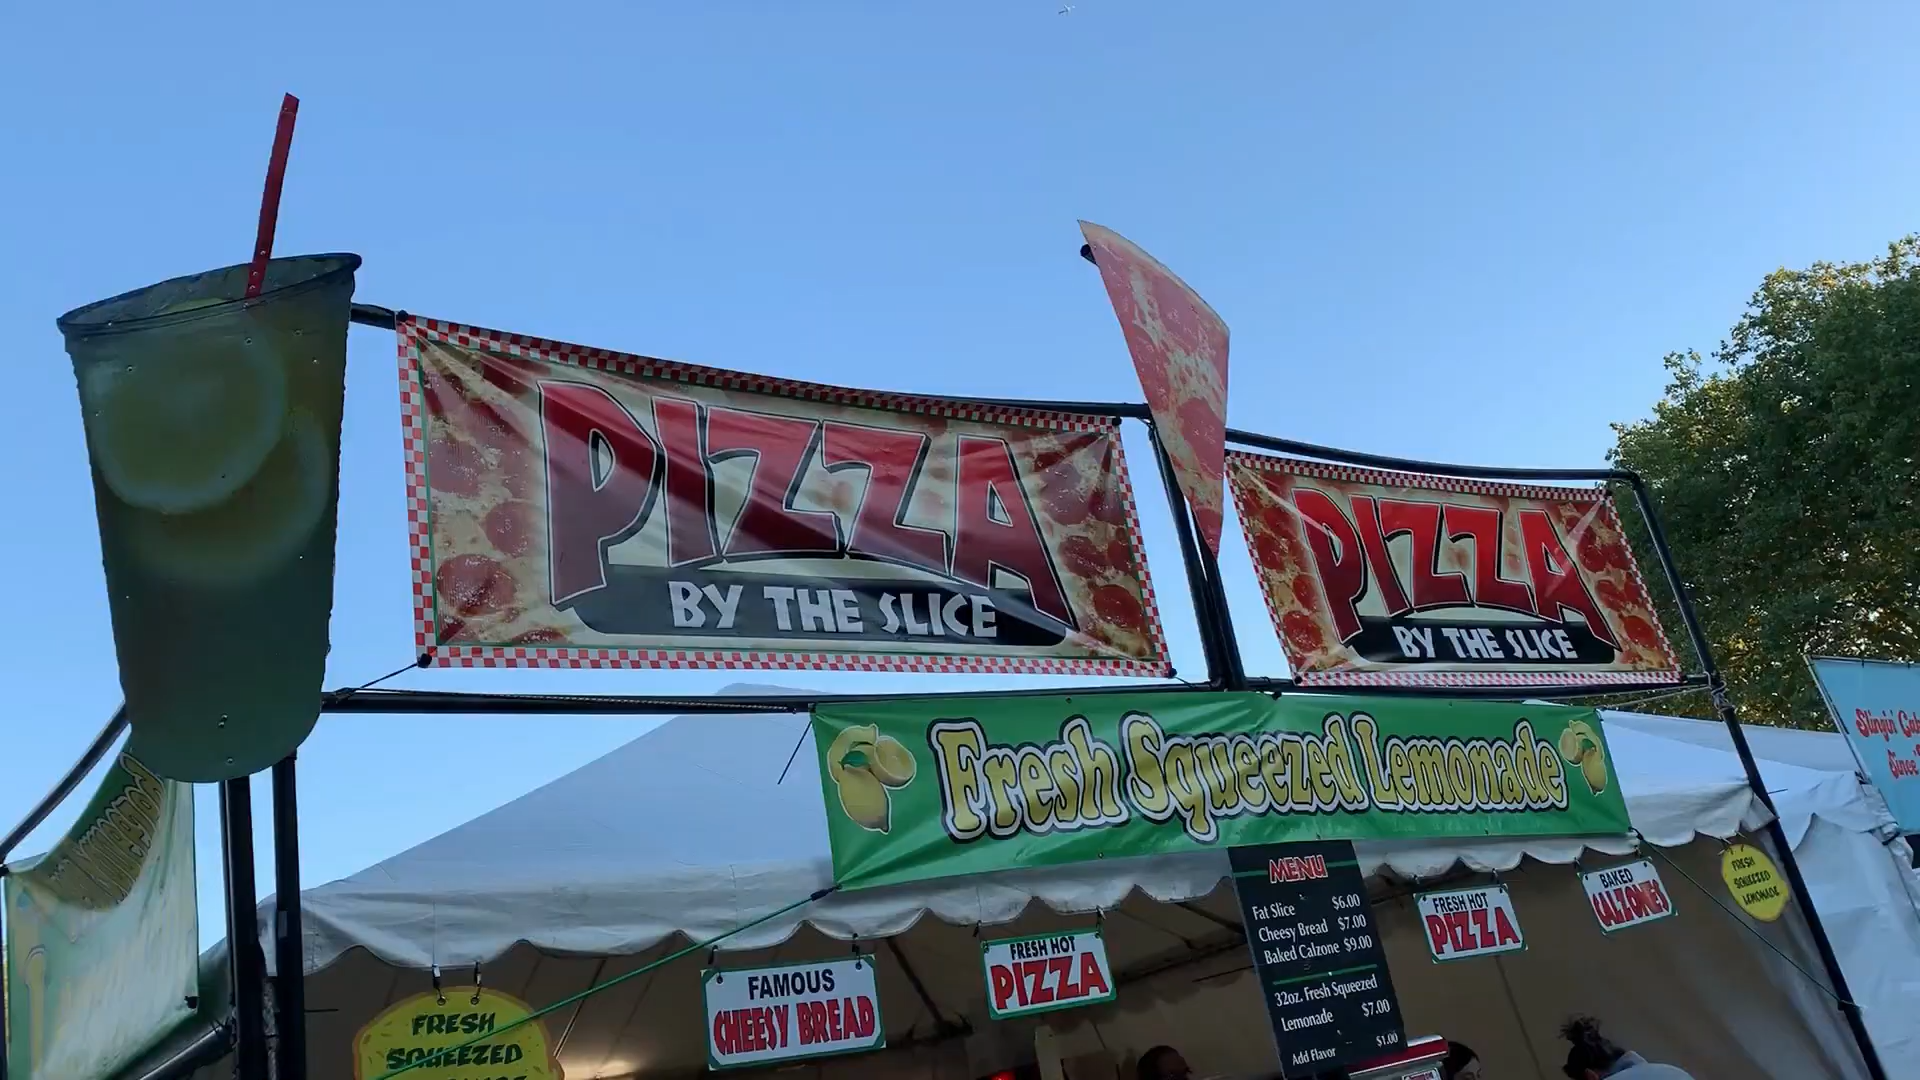 PIZZA
BY THE SLICE
PIZZA
BY THE SLICE
Fresh Squeezed Lemonade
MENU
Fat Slice $6.00
Cheesy Bread $7.00
Baked Calzone $9.00
32oz. Fresh Squeezed
Lemonade $7.00
Add Flavor $1.00
FRESH
SQUEEZED
FAMOUS
CHEESY BREAD
FRESH HOT
PIZZA
FRESH HOT
PIZZA
BAKED
CALZONES
FRESH
SQUEEZED
LEMONADE
Since